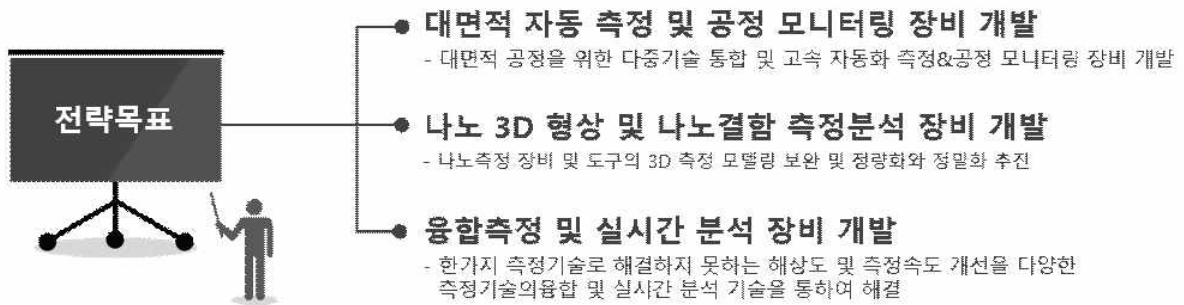 전략목표
대면적 자동 측정 및 공정 모니터링 장비 개발
- 대면적 공정을 위한 다중기술 통합 및 고속 자동화 측정&공정 모니터링 장비 개발
나노 3D 형상 및 나노결함 측정분석 장비 개발
- 나노측정 장비 및 도구의 3D 측정 모델링 보완 및 정량화와 정밀화 추진
융합측정 및 실시간 분석 장비 개발
- 한가지 측정기술로 해결하지 못하는 해상도 및 측정속도 개선을 다양한
측정기술의융합 및 실시간 분석 기술을 통하여 해결